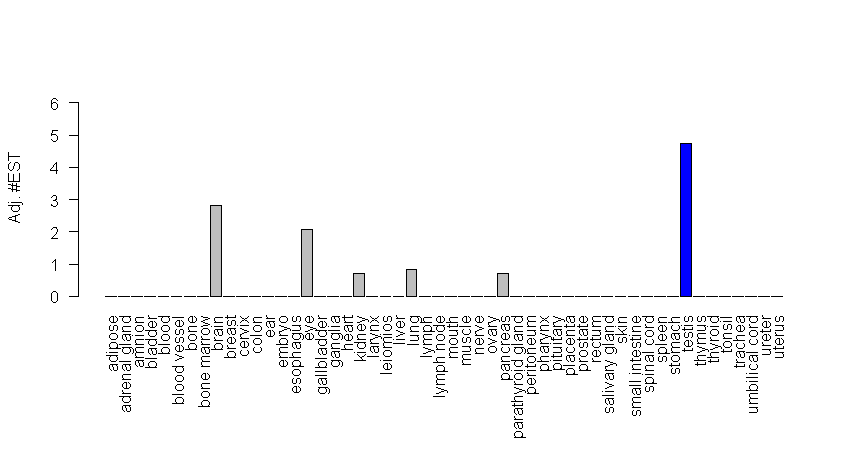 Adj. #EST
6
5
4
3
2
1
0
adipose
adrenal gland
amnion
bladder
blood
blood vessel
bone
bone marrow
brain
breast
cervix
colon
ear
embryo
esophagus
eye
gallbladder
ganglia
heart
kidney
larynx
leiomios
liver
lung
lymph
lymph node
mouth
muscle
nerve
ovary
pancreas
parathyroid gland
peritoneum
pharynx
pituitary
placenta
prostate
rectum
salivary gland
skin
small intestine
spinal cord
spleen
stomach
testis
thymus
thyroid
tonsil
trachea
umbilical cord
ureter
uterus